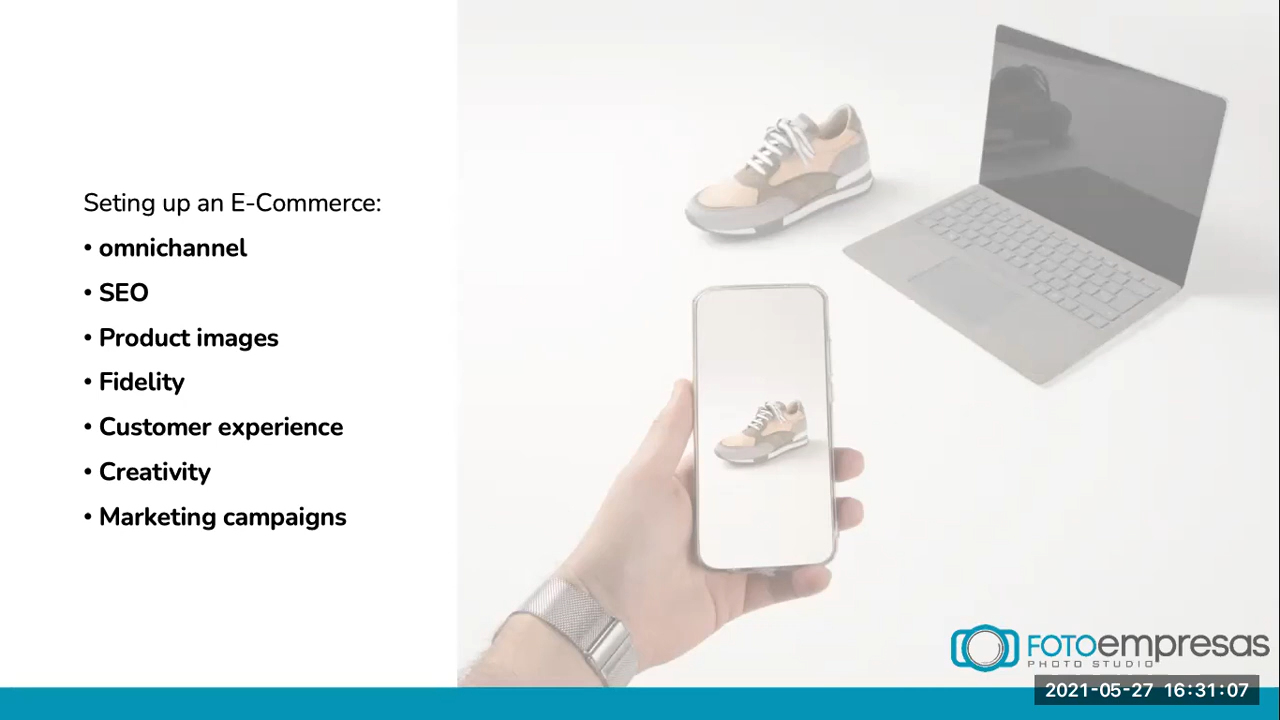 Seting up an E-Commerce:
• omnichannel
• SEO
• Product images
• Fidelity
• Customer experience
• Creativity
• Marketing campaigns
FOTOempresas
PHOTO STUDIO
2021-05-27 16:31:07